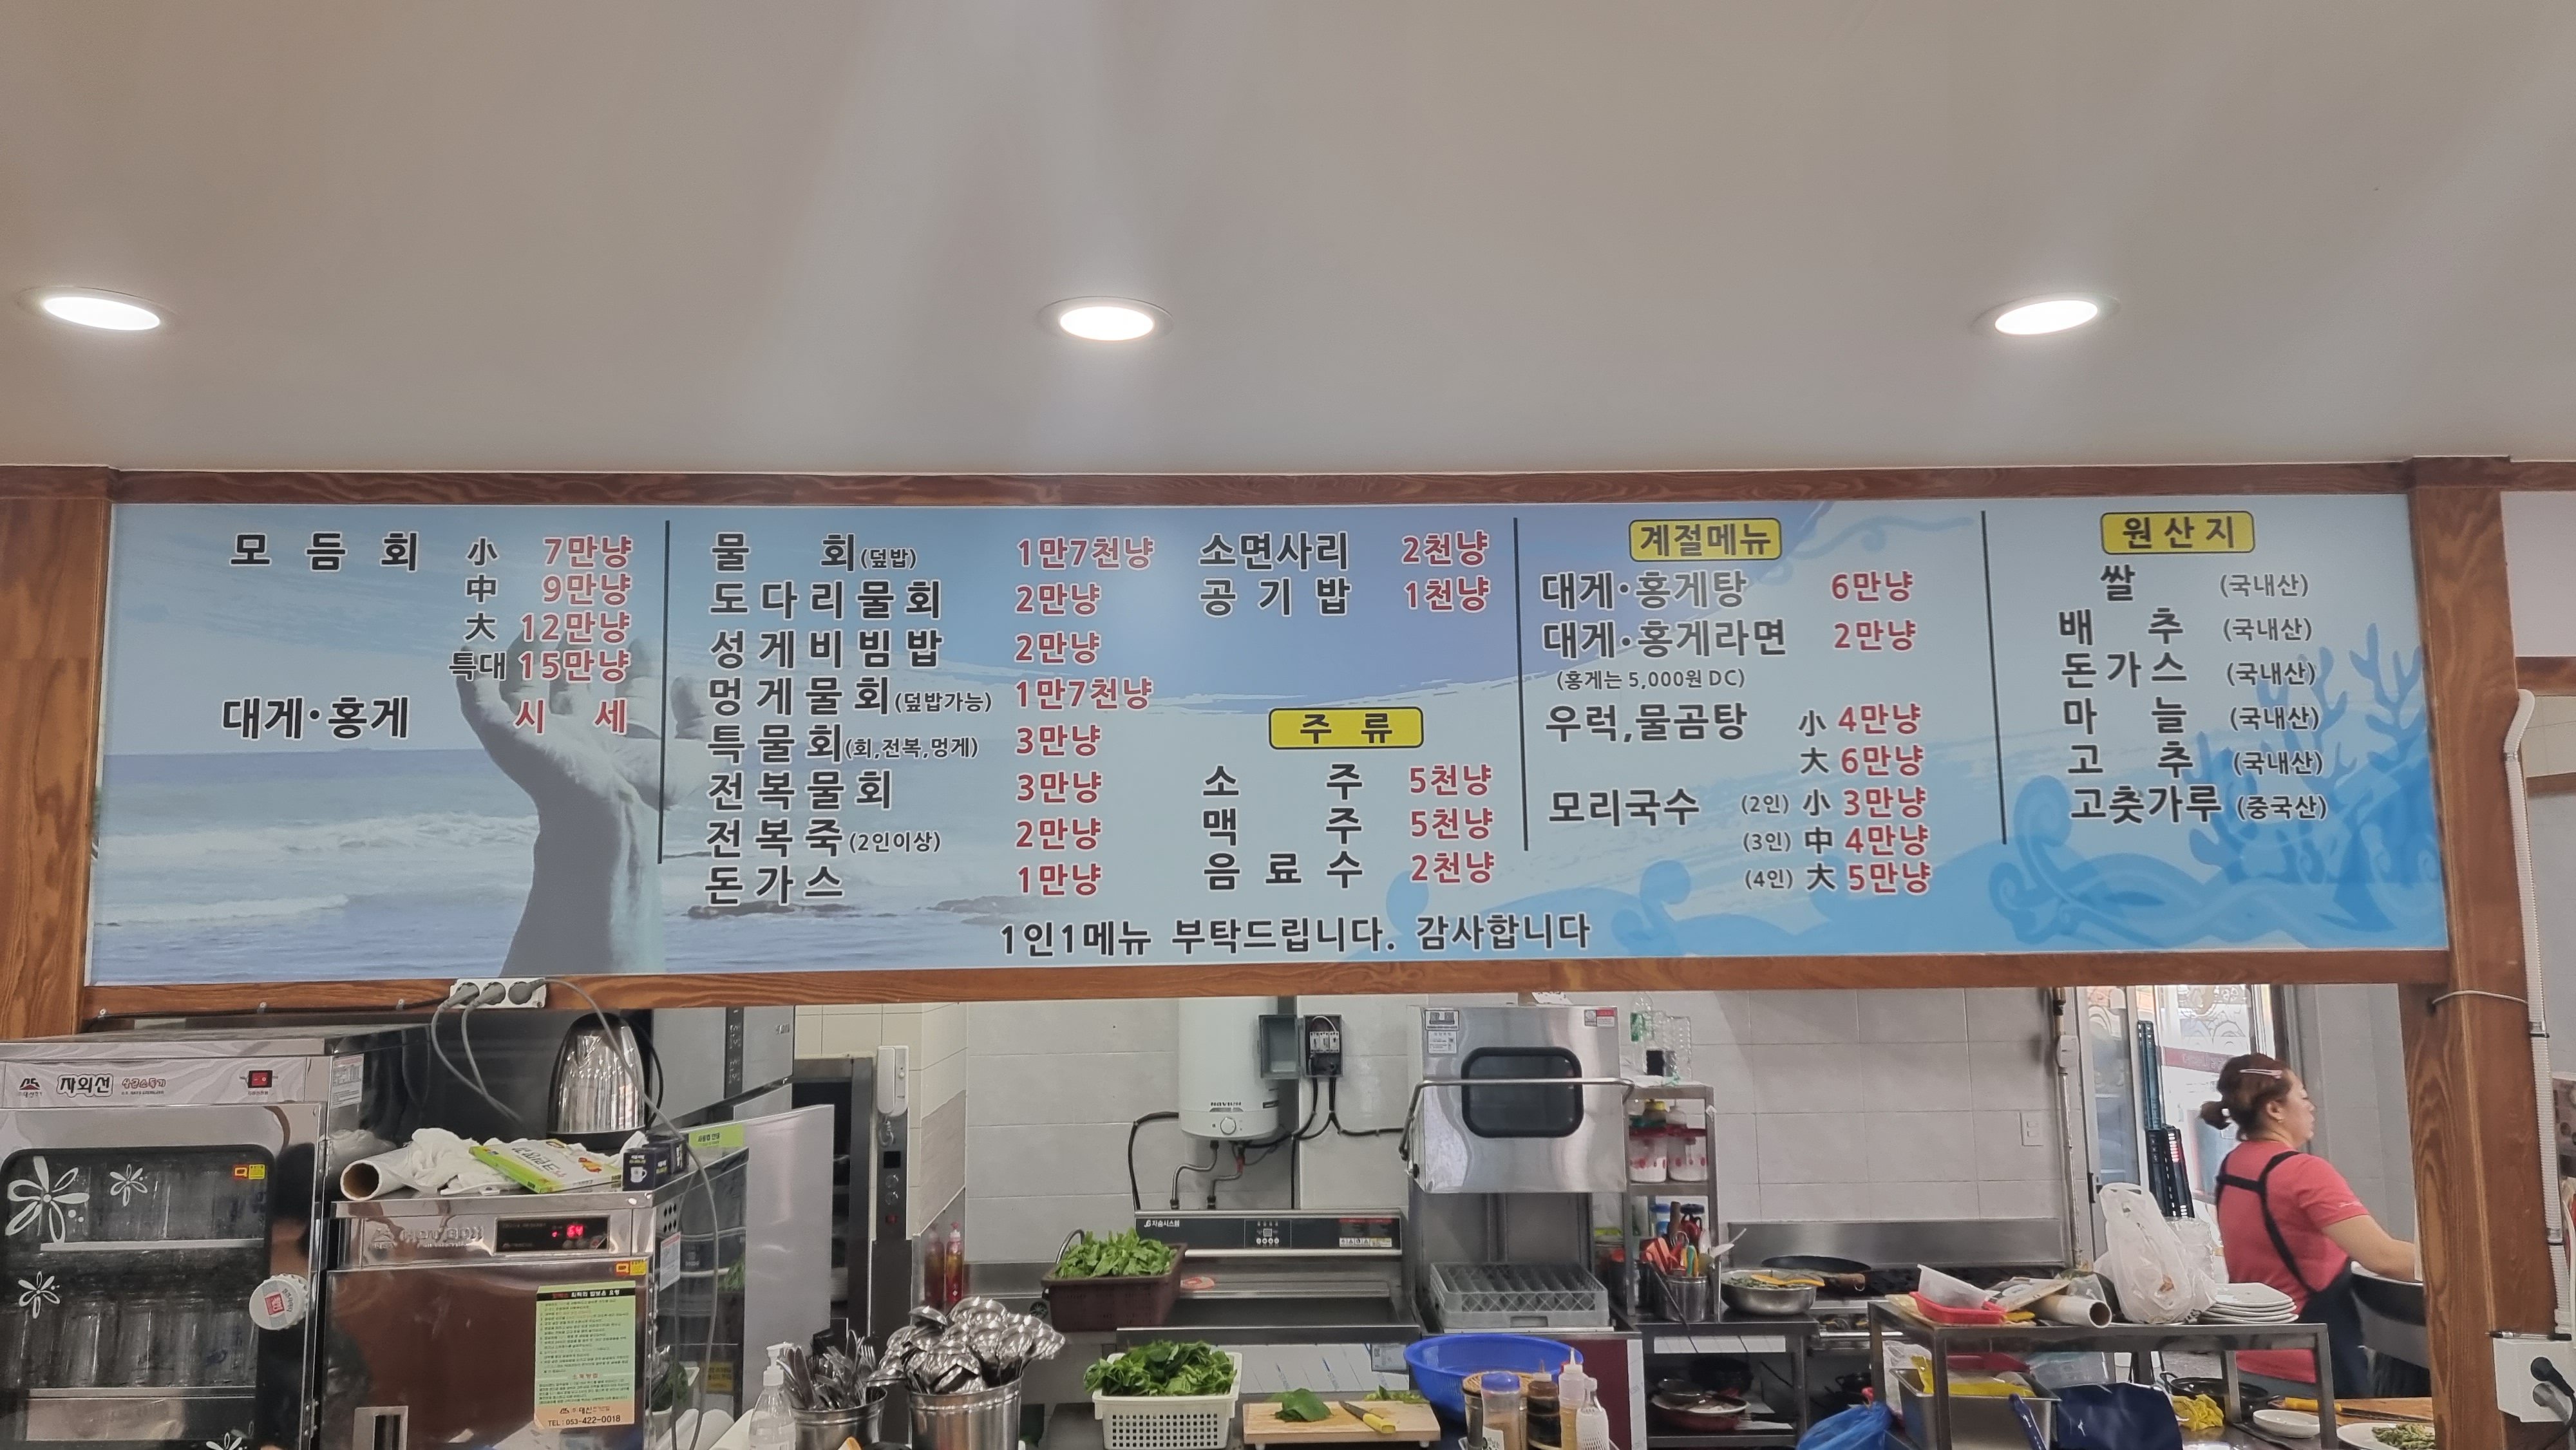 모듬회 小 7만냥
中 9만냥
大 12만냥
특대 15만냥
대게·홍게 시세
물회(덮밥) 1만7천냥
도다리물회 2만냥
성게비빔밥 2만냥
멍게물회(덮밥가능) 1만7천냥
특물회(회,전복,멍게) 3만냥
전복물회 3만냥
전복죽(2인이상) 2만냥
돈가스 1만냥
소면사리 2천냥
공기밥 1천냥
주류
소주 5천냥
맥주 5천냥
음료수 2천냥
계절메뉴
대게·홍게탕 6만냥
대게·홍게라면 2만냥
(홍게는 5,000원 DC)
우럭,물곰탕 小 4만냥
大 6만냥
모리국수 (2인) 小 3만냥
(3인) 中 4만냥
(4인) 大 5만냥
원산지
쌀 (국내산)
배추 (국내산)
돈가스 (국내산)
마늘 (국내산)
고추 (국내산)
고춧가루 (중국산)
1인1메뉴 부탁드립니다. 감사합니다
자외선
TEL:053-422-0018